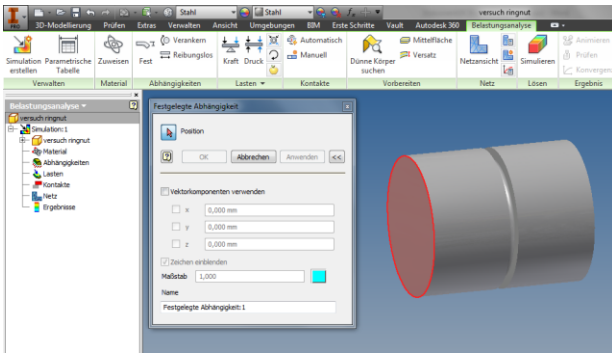 Stahl Stahl versuch ringnut
PRO 3D-Modellierung Prüfen Extras Verwalten Ansicht Umgebungen BIM Erste Schritte Vault Autodesk 360 Belastungsanalyse
Simulation erstellen Parametrische Tabelle Zuweisen Fest Verankern Reibungslos Kraft Druck Automatisch Manuell Dünne Körper suchen Mittelfläche Versatz Netzansicht Simulieren Animieren Prüfen Konvergen
Verwalten Material Abhängigkeiten Lasten Kontakte Vorbereiten Netz Lösen Ergebnis
Belastungsanalyse
versuch ringnut
Simulation:1
versuch ringnut
Material
Abhängigkeiten
Lasten
Kontakte
Netz
Ergebnisse
Festgelegte Abhängigkeit
Position
OK Abbrechen Anwenden <<
Vektorkomponenten verwenden
x 0,000 mm
y 0,000 mm
z 0,000 mm
Zeichen einblenden
Maßstab 1,000
Name
Festgelegte Abhängigkeit:1